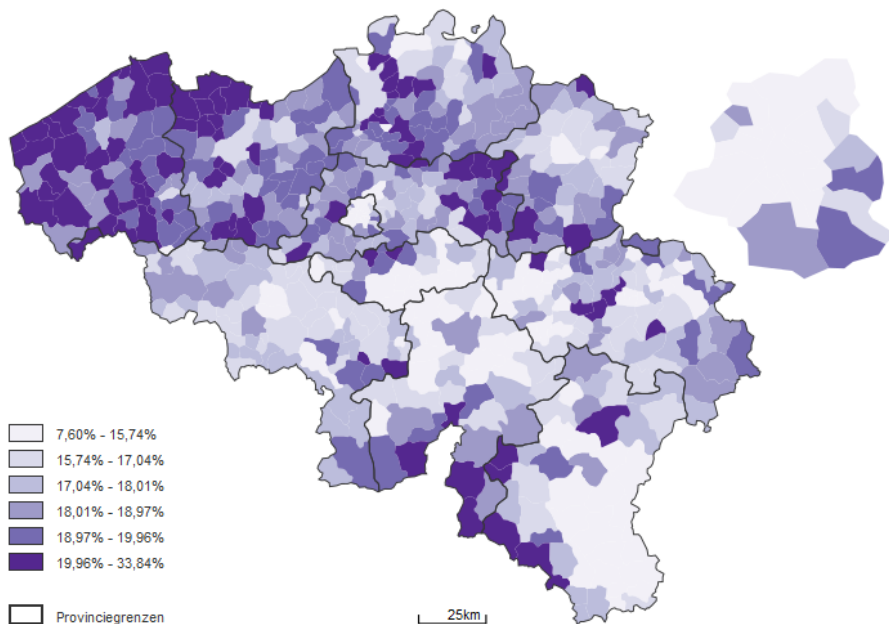 7,60% - 15,74%
15,74% - 17,04%
17,04% - 18,01%
18,01% - 18,97%
18,97% - 19,96%
19,96% - 33,84%
Provinciegrenzen
25km